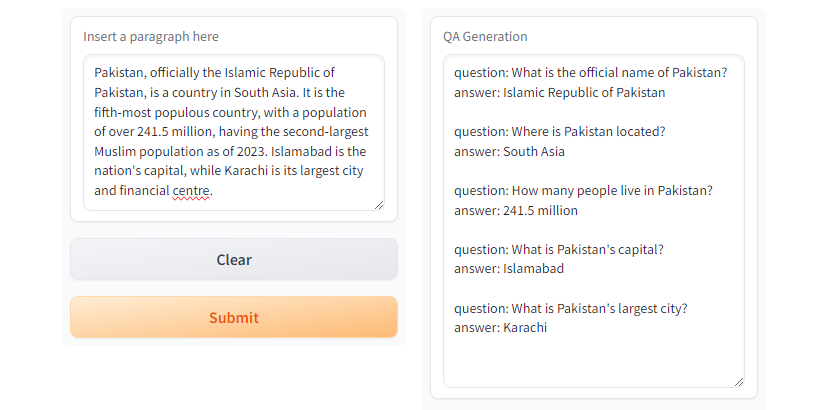 Insert a paragraph here
Pakistan, officially the Islamic Republic of
Pakistan, is a country in South Asia. It is the
fifth-most populous country, with a population
of over 241.5 million, having the second-largest
Muslim population as of 2023. Islamabad is the
nation's capital, while Karachi is its largest city
and financial centre.
Clear
Submit
QA Generation
question: What is the official name of Pakistan?
answer: Islamic Republic of Pakistan
question: Where is Pakistan located?
answer: South Asia
question: How many people live in Pakistan?
answer: 241.5 million
question: What is Pakistan's capital?
answer: Islamabad
question: What is Pakistan's largest city?
answer: Karachi